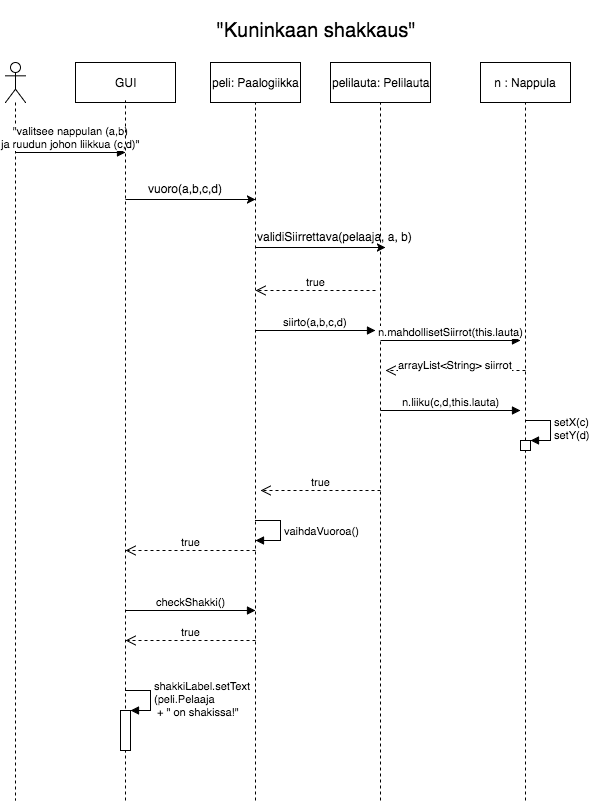 "Kuninkaan shakkaus"
GUI
peli: Paalogiikka
pelilauta: Pelilauta
n : Nappula
"valitsee nappulan (a,b)
ja ruudun johon liikkua (c,d)"
vuoro(a,b,c,d)
validiSiirrettava(pelaaja, a, b)
true
siirto(a,b,c,d)
n.mahdollisetSiirrot(this.lauta)
arrayList<String> siirrot
n.liiku(c,d,this.lauta)
setX(c)
setY(d)
true
vaihdaVuoroa()
true
checkShakki()
true
shakkiLabel.setText
(peli.Pelaaja
+ " on shakissa!"